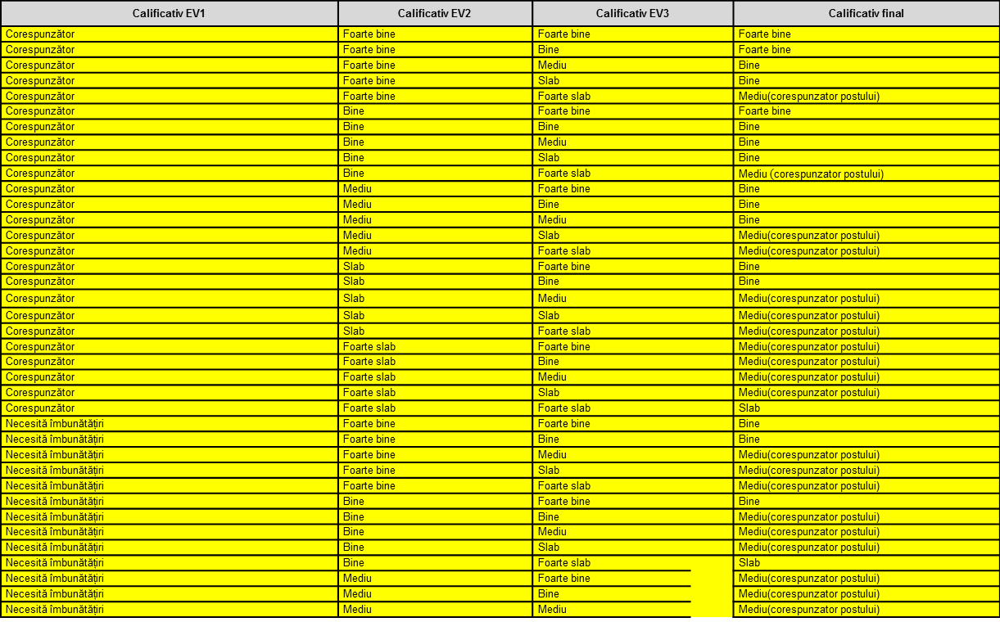 Calificativ EV1 Calificativ EV2 Calificativ EV3 Calificativ final
Corespunzător Foarte bine Foarte bine Foarte bine
Corespunzător Foarte bine Bine Foarte bine
Corespunzător Foarte bine Mediu Bine
Corespunzător Foarte bine Slab Bine
Corespunzător Foarte bine Foarte slab Mediu(corespunzator postului)
Corespunzător Bine Foarte bine Foarte bine
Corespunzător Bine Bine Bine
Corespunzător Bine Mediu Bine
Corespunzător Bine Slab Bine
Corespunzător Bine Foarte slab Mediu (corespunzator postului)
Corespunzător Mediu Foarte bine Bine
Corespunzător Mediu Bine Bine
Corespunzător Mediu Mediu Bine
Corespunzător Mediu Slab Mediu(corespunzator postului)
Corespunzător Mediu Foarte slab Mediu(corespunzator postului)
Corespunzător Slab Foarte bine Bine
Corespunzător Slab Bine Bine
Corespunzător Slab Mediu Mediu(corespunzator postului)
Corespunzător Slab Slab Mediu(corespunzator postului)
Corespunzător Slab Foarte slab Mediu(corespunzator postului)
Corespunzător Foarte slab Foarte bine Mediu(corespunzator postului)
Corespunzător Foarte slab Bine Mediu(corespunzator postului)
Corespunzător Foarte slab Mediu Mediu(corespunzator postului)
Corespunzător Foarte slab Slab Mediu(corespunzator postului)
Corespunzător Foarte slab Foarte slab Slab
Necesită îmbunătățiri Foarte bine Foarte bine Bine
Necesită îmbunătățiri Foarte bine Bine Bine
Necesită îmbunătățiri Foarte bine Mediu Mediu(corespunzator postului)
Necesită îmbunătățiri Foarte bine Slab Mediu(corespunzator postului)
Necesită îmbunătățiri Foarte bine Foarte slab Mediu(corespunzator postului)
Necesită îmbunătățiri Bine Foarte bine Bine
Necesită îmbunătățiri Bine Bine Mediu(corespunzator postului)
Necesită îmbunătățiri Bine Mediu Mediu(corespunzator postului)
Necesită îmbunătățiri Bine Slab Mediu(corespunzator postului)
Necesită îmbunătățiri Bine Foarte slab Slab
Necesită îmbunătățiri Mediu Foarte bine Mediu(corespunzator postului)
Necesită îmbunătățiri Mediu Bine Mediu(corespunzator postului)
Necesită îmbunătățiri Mediu Mediu Mediu(corespunzator postului)